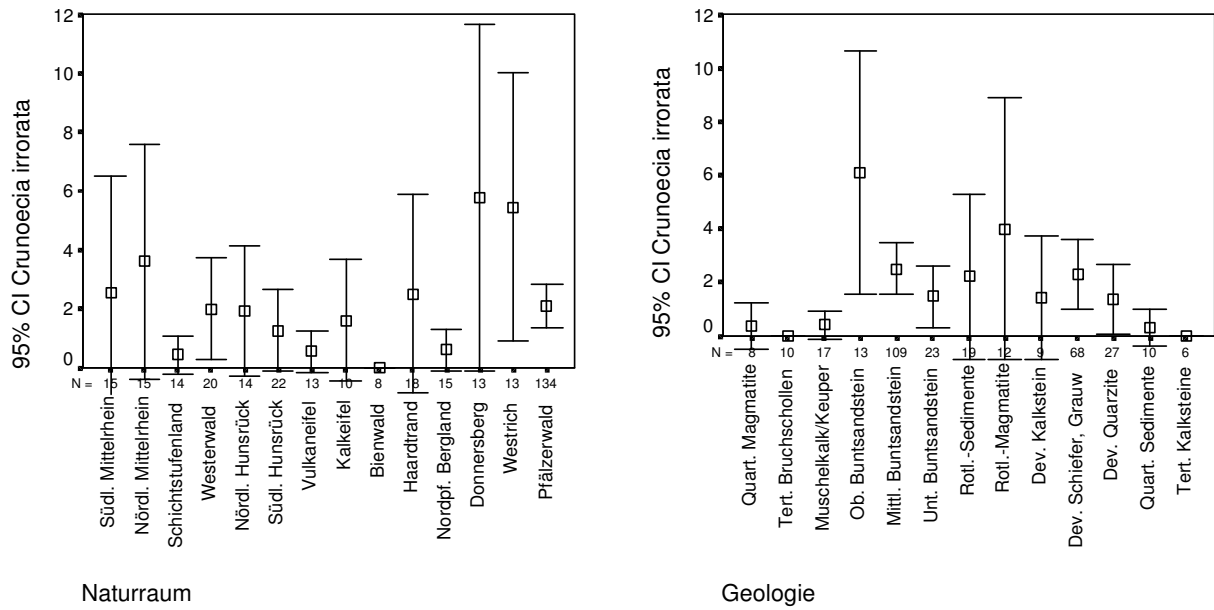 95% CI Crunoecia irrorata
12
10
8
6
4
2
0
N = 15 15 14 20 14 22 13 10 8 18 15 13 13 134
Südl. Mittelrhein
Nördl. Mittelrhein
Schichtstufenland
Westerwald
Nördl. Hunsrück
Südl. Hunsrück
Vulkaneifel
Kalkeifel
Bienwald
Haardtrand
Nordpf. Bergland
Donnersberg
Westrich
Pfälzerwald
Naturraum
95% CI Crunoecia irrorata
12
10
8
6
4
2
0
N = 8 10 17 13 109 23 19 12 9 68 27 10 6
Quart. Magmatite
Tert. Bruchschollen
Muschelkalk/Keuper
Ob. Buntsandstein
Mittl. Buntsandstein
Unt. Buntsandstein
Rotl.-Sedimente
Rotl.-Magmatite
Dev. Kalkstein
Dev. Schiefer, Grauw
Dev. Quarzite
Quart. Sedimente
Tert. Kalksteine
Geologie